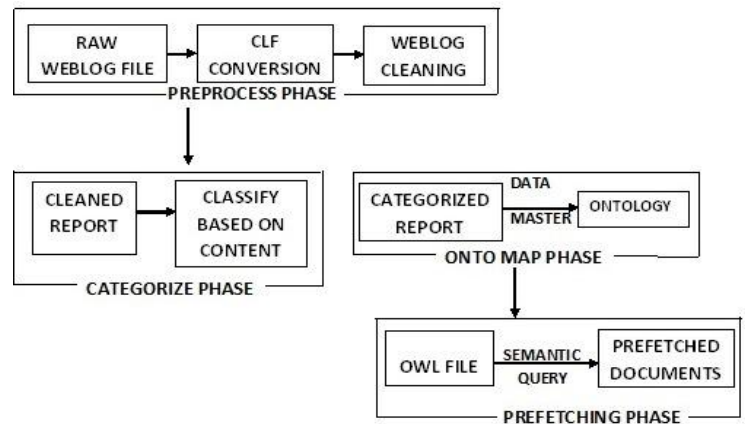 RAW
WEBLOG FILE
CLF
CONVERSION
WEBLOG
CLEANING
PREPROCESS PHASE
CLEANED
REPORT
CLASSIFY
BASED ON
CONTENT
CATEGORIZE PHASE
CATEGORIZED
REPORT
DATA
MASTER
ONTOLOGY
ONTO MAP PHASE
OWL FILE
SEMANTIC
QUERY
PREFETCHED
DOCUMENTS
PREFETCHING PHASE